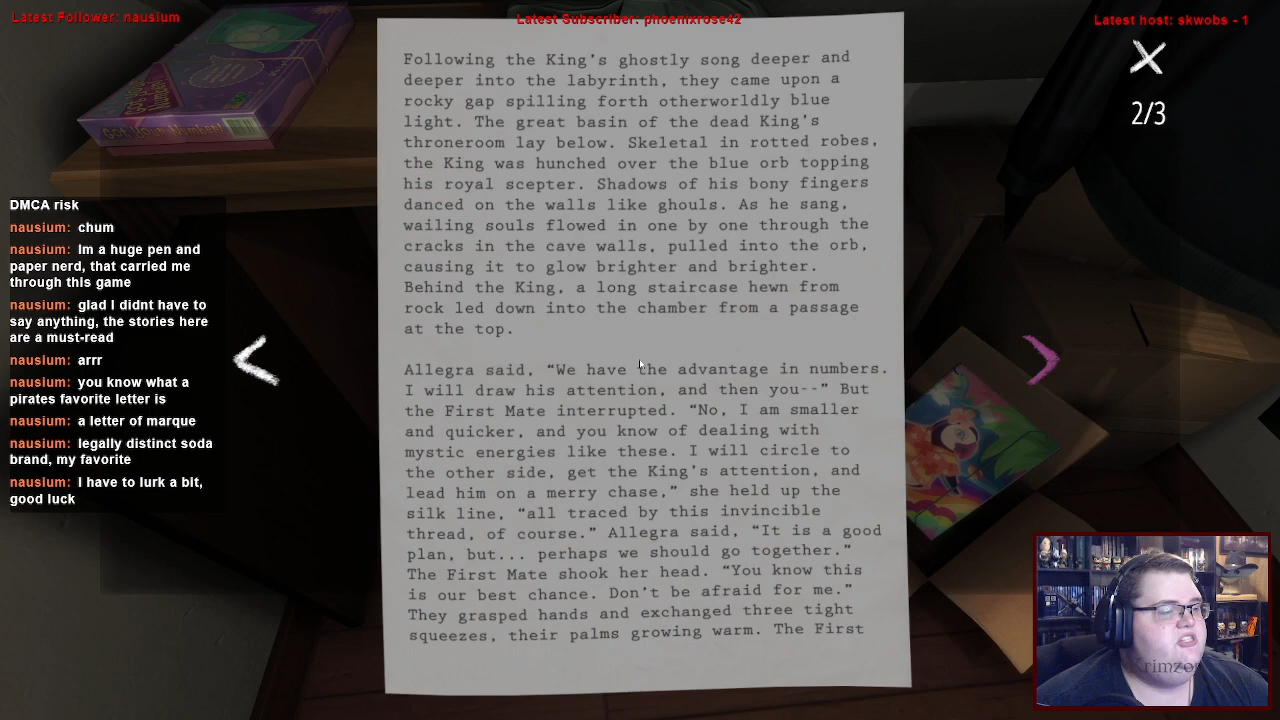 Latest Follower: nausium
Latest Subscriber: phoenixrose42
Latest host: skwobs - 1
2/3
Got Your Number!
Following the King's ghostly song deeper and
deeper into the labyrinth, they came upon a
rocky gap spilling forth otherworldly blue
light. The great basin of the dead King's
throneroom lay below. Skeletal in rotted robes,
the King was hunched over the blue orb topping
his royal scepter. Shadows of his bony fingers
danced on the walls like ghouls. As he sang,
wailing souls flowed in one by one through the
cracks in the cave walls, pulled into the orb,
causing it to glow brighter and brighter.
Behind the King, a long staircase hewn from
rock led down into the chamber from a passage
at the top.
Allegra said, “We have the advantage in numbers.
I will draw his attention, and then you--” But
the First Mate interrupted. “No, I am smaller
and quicker, and you know of dealing with
mystic energies like these. I will circle to
the other side, get the King's attention, and
lead him on a merry chase,” she held up the
silk line, “all traced by this invincible
thread, of course.” Allegra said, “It is a good
plan, but... perhaps we should go together.”
The First Mate shook her head. “You know this
is our best chance. Don't be afraid for me.”
They grasped hands and exchanged three tight
squeezes, their palms growing warm. The First
DMCA risk
nausium: chum
nausium: Im a huge pen and
paper nerd, that carried me
through this game
nausium: glad I didnt have to
say anything, the stories here
are a must-read
nausium: arrr
nausium: you know what a
pirates favorite letter is
nausium: a letter of marque
nausium: legally distinct soda
brand, my favorite
nausium: I have to lurk a bit,
good luck